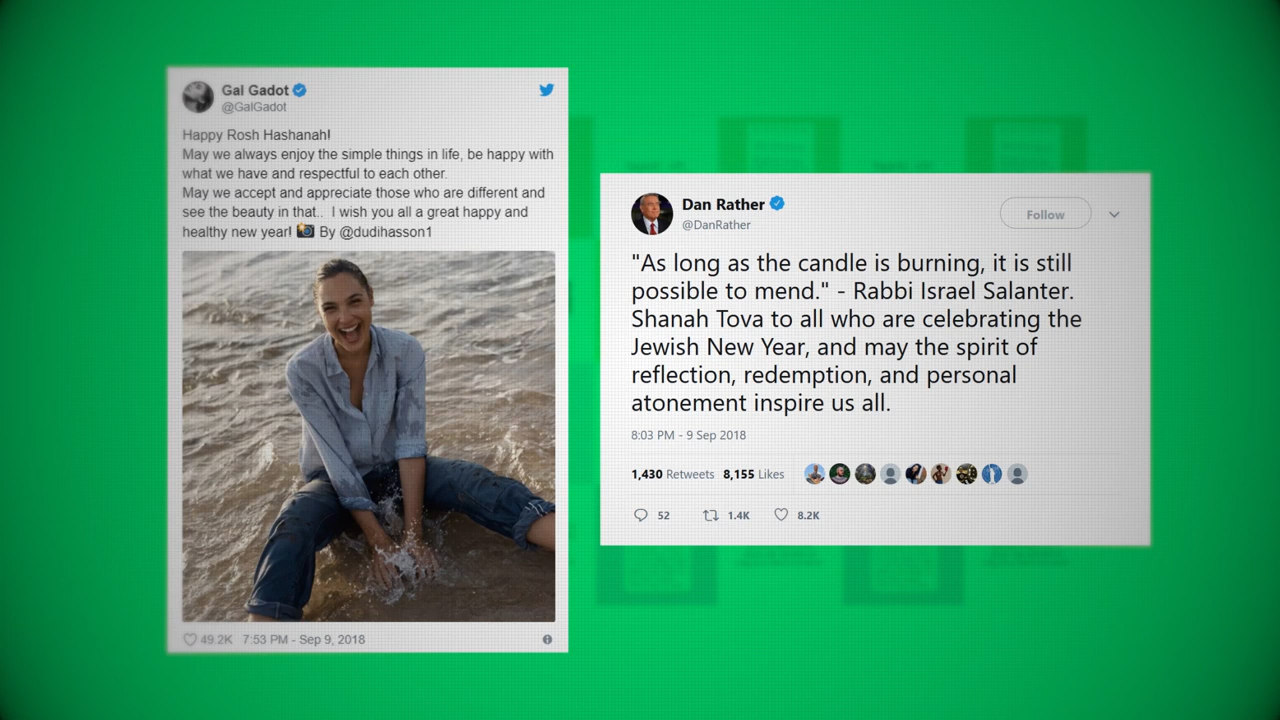 Gal Gadot
@GalGadot
Happy Rosh Hashanah!
May we always enjoy the simple things in life, be happy with
what we have and respectful to each other.
May we accept and appreciate those who are different and
see the beauty in that.. I wish you all a great happy and
healthy new year! 📸 By @dudihasson1
49.2K 7:53 PM - Sep 9, 2018
Dan Rather
@DanRather
Follow
"As long as the candle is burning, it is still
possible to mend." - Rabbi Israel Salanter.
Shanah Tova to all who are celebrating the
Jewish New Year, and may the spirit of
reflection, redemption, and personal
atonement inspire us all.
8:03 PM - 9 Sep 2018
1,430 Retweets 8,155 Likes
52 1.4K 8.2K